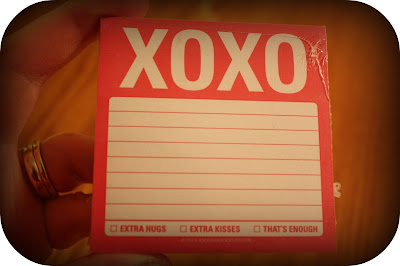 XOXO
☐ EXTRA HUGS ☐ EXTRA KISSES ☐ THAT'S ENOUGH